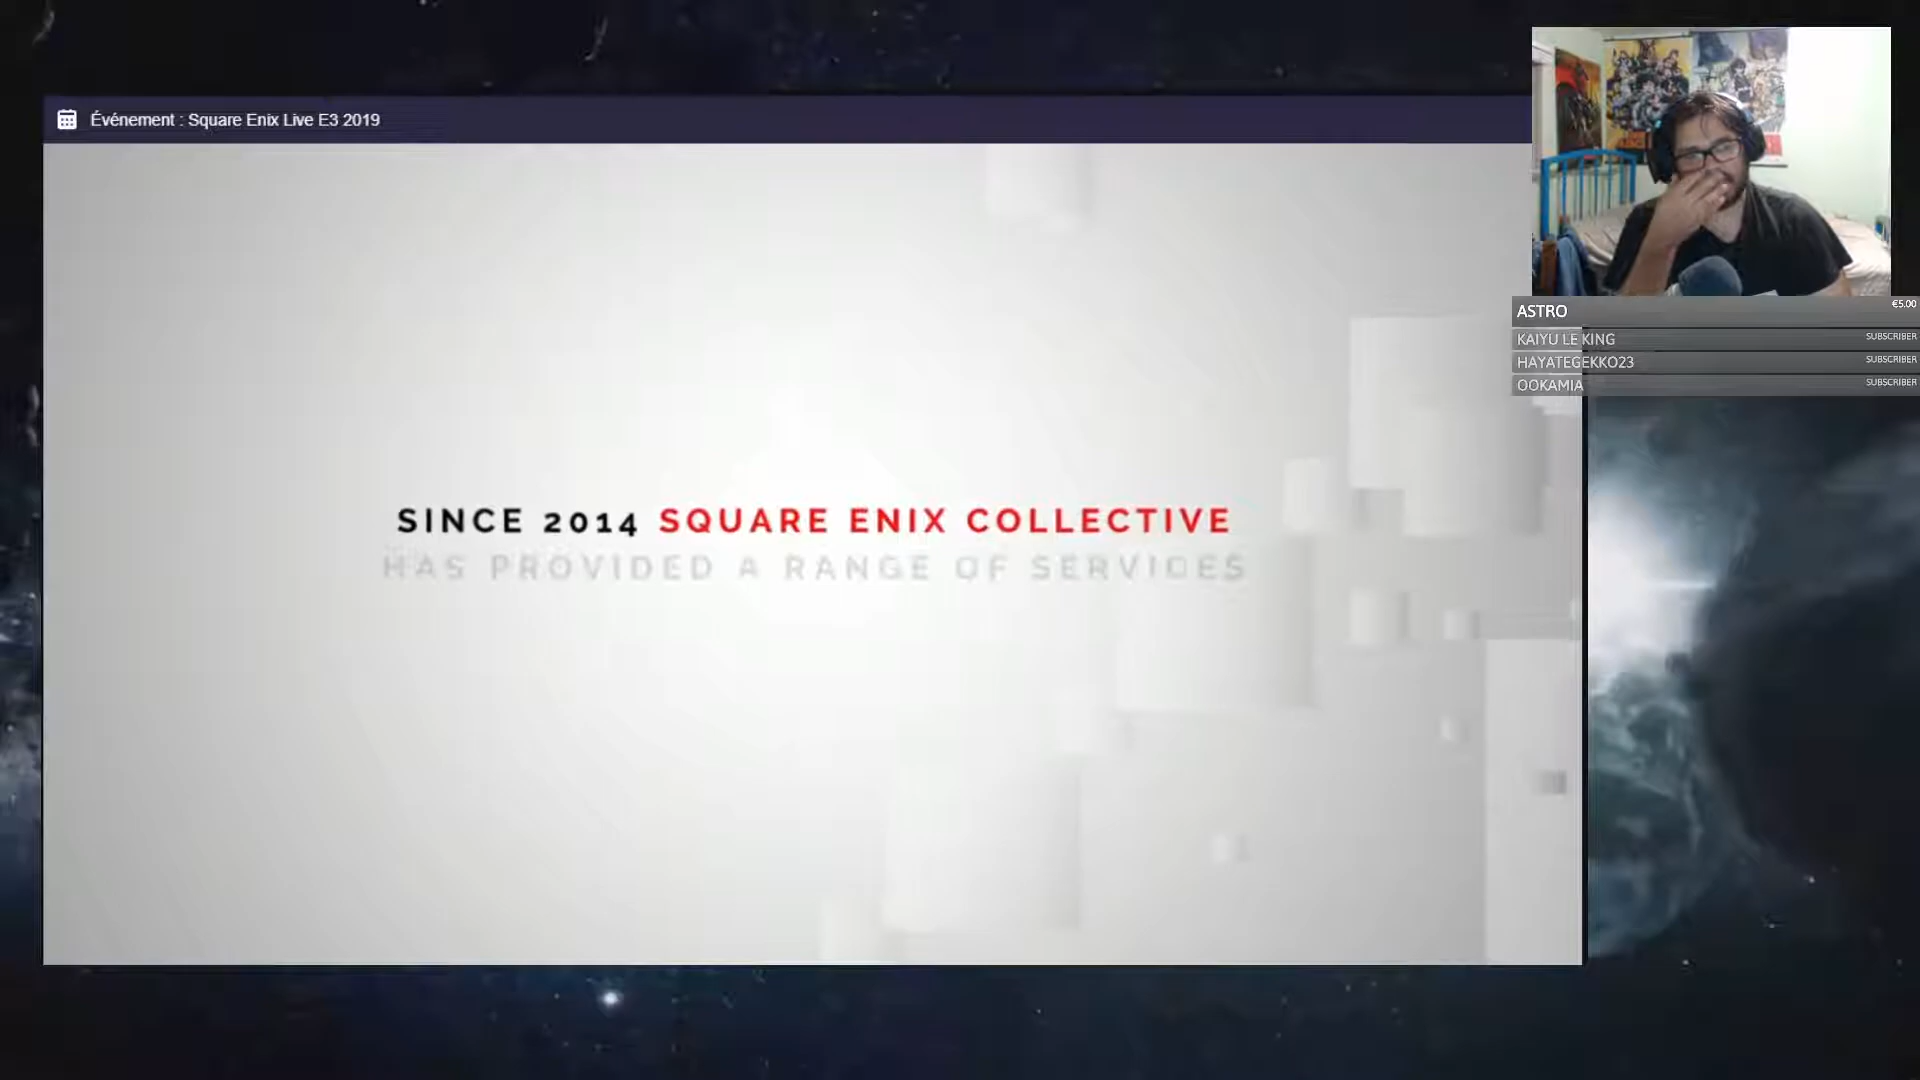 Événement : Square Enix Live E3 2019
SINCE 2014 SQUARE ENIX COLLECTIVE
HAS PROVIDED A RANGE OF SERVICES
ASTRO €5.00
KAIYU LE KING SUBSCRIBER
HAYATEGEKKO23 SUBSCRIBER
OOKAMIA SUBSCRIBER